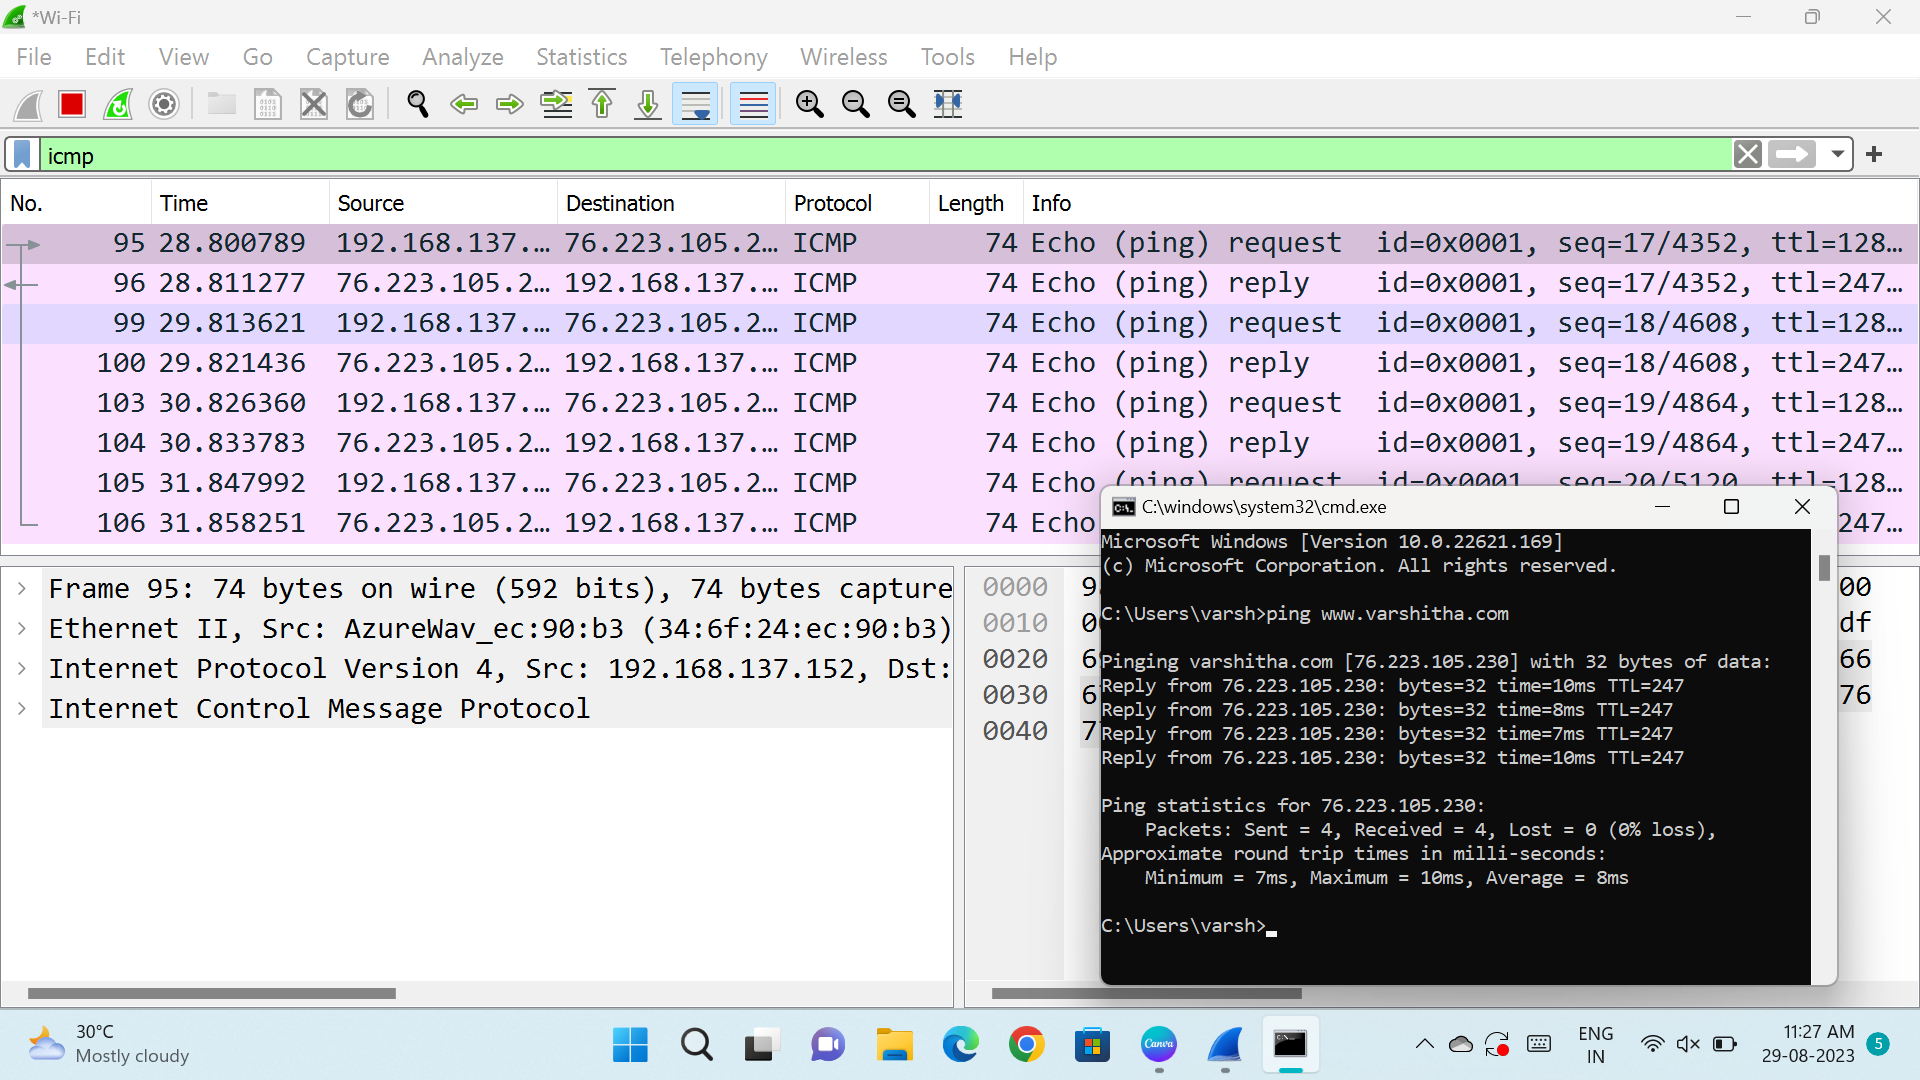 *Wi-Fi
File Edit View Go Capture Analyze Statistics Telephony Wireless Tools Help
icmp
No. Time Source Destination Protocol Length Info
95 28.800789 192.168.137.… 76.223.105.2… ICMP 74 Echo (ping) request id=0x0001, seq=17/4352, ttl=128…
96 28.811277 76.223.105.2… 192.168.137.… ICMP 74 Echo (ping) reply id=0x0001, seq=17/4352, ttl=247…
99 29.813621 192.168.137.… 76.223.105.2… ICMP 74 Echo (ping) request id=0x0001, seq=18/4608, ttl=128…
100 29.821436 76.223.105.2… 192.168.137.… ICMP 74 Echo (ping) reply id=0x0001, seq=18/4608, ttl=247…
103 30.826360 192.168.137.… 76.223.105.2… ICMP 74 Echo (ping) request id=0x0001, seq=19/4864, ttl=128…
104 30.833783 76.223.105.2… 192.168.137.… ICMP 74 Echo (ping) reply id=0x0001, seq=19/4864, ttl=247…
105 31.847992 192.168.137.… 76.223.105.2… ICMP 74 Echo (ping) request id=0x0001, seq=20/5120, ttl=128…
106 31.858251 76.223.105.2… 192.168.137.… ICMP 74 Echo 247…
Frame 95: 74 bytes on wire (592 bits), 74 bytes capture
Ethernet II, Src: AzureWav_ec:90:b3 (34:6f:24:ec:90:b3)
Internet Protocol Version 4, Src: 192.168.137.152, Dst:
Internet Control Message Protocol
0000 00
0010 df
0020 66
0030 76
0040
C:\windows\system32\cmd.exe
Microsoft Windows [Version 10.0.22621.169]
(c) Microsoft Corporation. All rights reserved.
C:\Users\varsh>ping www.varshitha.com
Pinging varshitha.com [76.223.105.230] with 32 bytes of data:
Reply from 76.223.105.230: bytes=32 time=10ms TTL=247
Reply from 76.223.105.230: bytes=32 time=8ms TTL=247
Reply from 76.223.105.230: bytes=32 time=7ms TTL=247
Reply from 76.223.105.230: bytes=32 time=10ms TTL=247
Ping statistics for 76.223.105.230:
Packets: Sent = 4, Received = 4, Lost = 0 (0% loss),
Approximate round trip times in milli-seconds:
Minimum = 7ms, Maximum = 10ms, Average = 8ms
C:\Users\varsh>
30°C
Mostly cloudy
Canva
ENG
IN
11:27 AM
29-08-2023
5